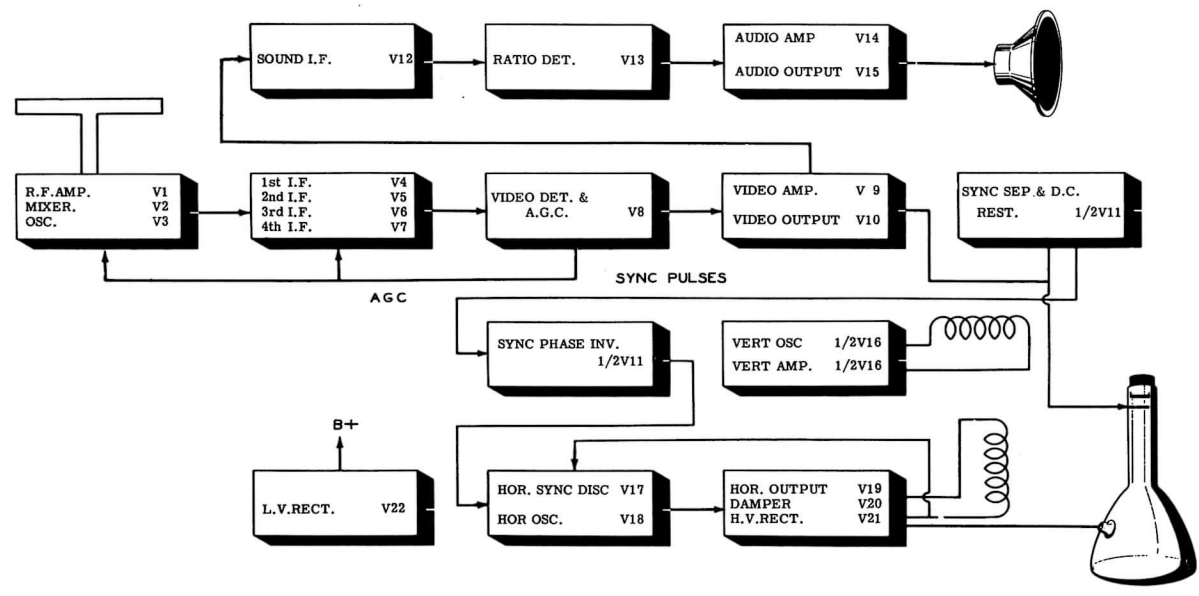 SOUND I.F. V12
RATIO DET. V13
AUDIO AMP V14
AUDIO OUTPUT V15
R.F.AMP. V1
MIXER. V2
OSC. V3
1st I.F. V4
2nd I.F. V5
3rd I.F. V6
4th I.F. V7
VIDEO DET. &
A.G.C. V8
VIDEO AMP. V 9
VIDEO OUTPUT V10
SYNC SEP. & D.C.
REST. 1/2V11
AGC
SYNC PULSES
SYNC PHASE INV.
1/2V11
VERT OSC 1/2V16
VERT AMP. 1/2V16
B+
L.V.RECT. V22
HOR. SYNC DISC V17
HOR OSC. V18
HOR. OUTPUT V19
DAMPER V20
H.V.RECT. V21